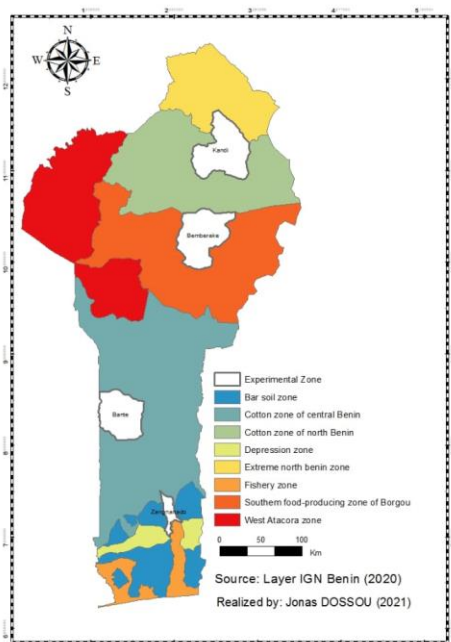 N
W E
S
Kandi
Bembereke
Bante
Zangnanado
Experimental Zone
Bar soil zone
Cotton zone of central Benin
Cotton zone of north Benin
Depression zone
Extreme north benin zone
Fishery zone
Southern food-producing zone of Borgou
West Atacora zone
0 50 100
Km
Source: Layer IGN Benin (2020)
Realized by: Jonas DOSSOU (2021)